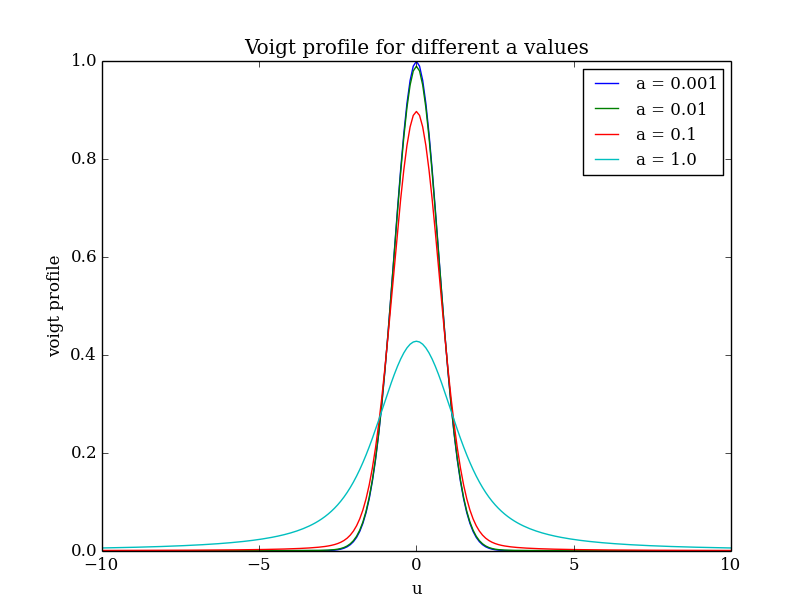 Voigt profile for different a values
1.0
0.8
0.6
0.4
0.2
0.0
voigt profile
−10
−5
0
5
10
u
a = 0.001
a = 0.01
a = 0.1
a = 1.0